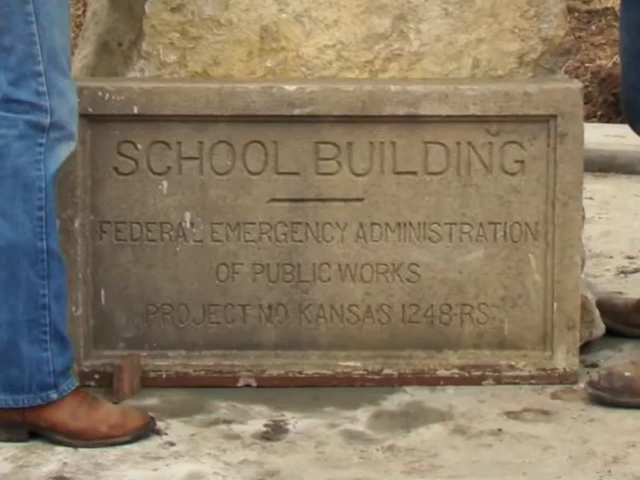 SCHOOL BUILDING
FEDERAL EMERGENCY ADMINISTRATION
OF PUBLIC WORKS
PROJECT NO. KANSAS 1248-RS